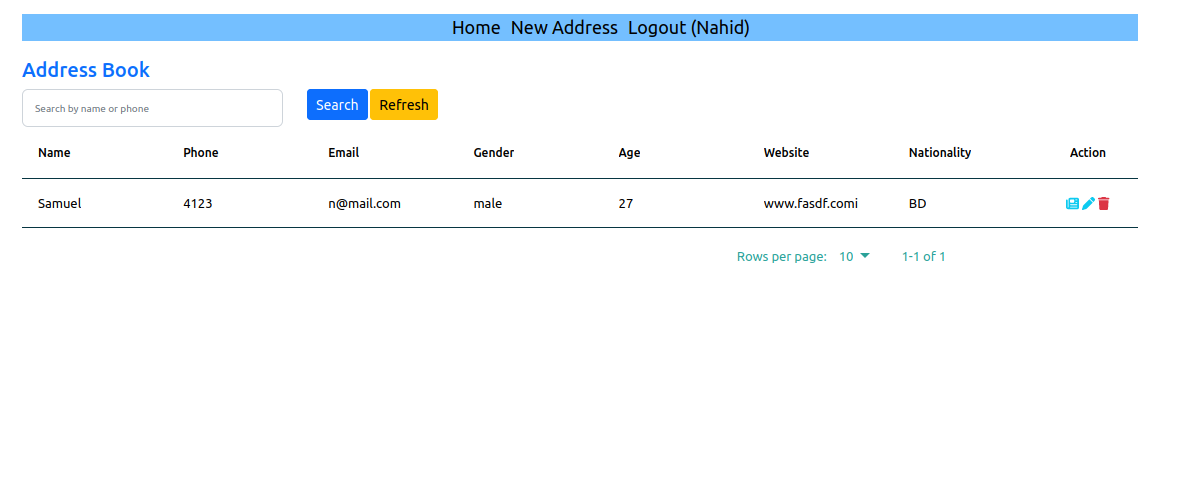 Home New Address Logout (Nahid)
Address Book
Search by name or phone Search Refresh
Name Phone Email Gender Age Website Nationality Action
Samuel 4123 n@mail.com male 27 www.fasdf.comi BD
Rows per page: 10 1-1 of 1